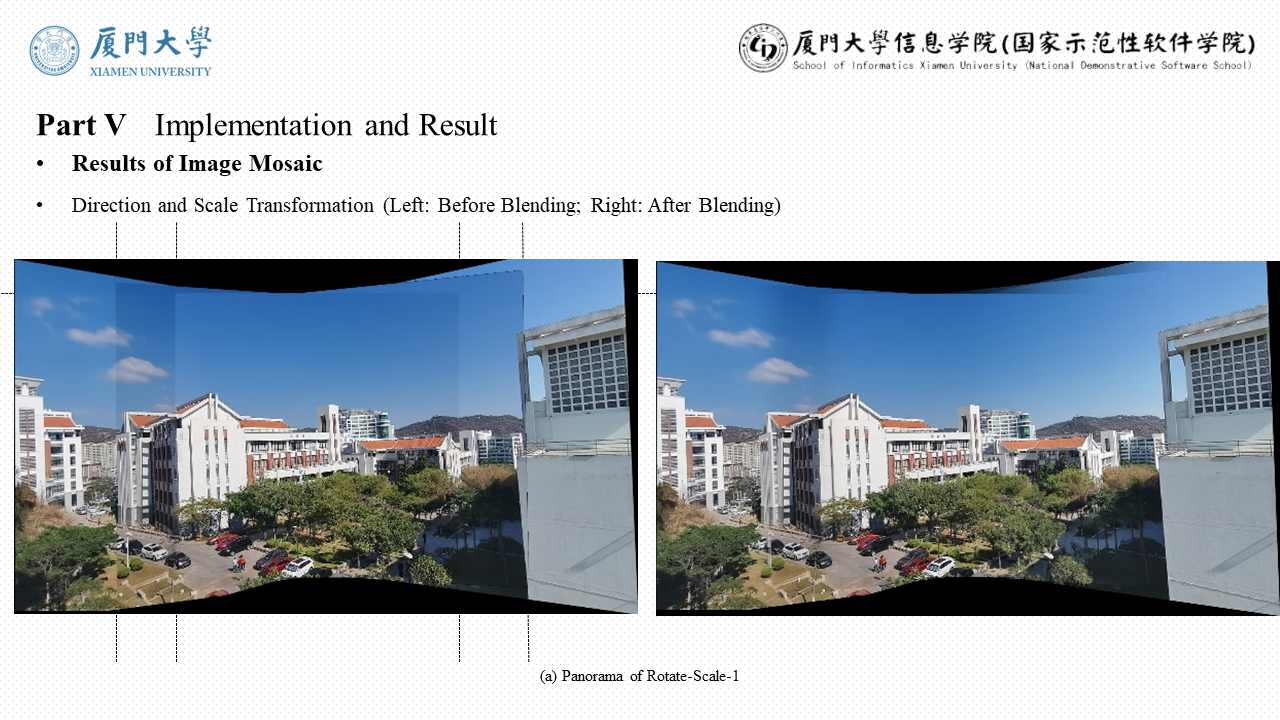 厦門大學
XIAMEN UNIVERSITY
厦门大學信息学院(国家示范性软件学院)
School of Informatics Xiamen University (National Demonstrative Software School)
Part V Implementation and Result
• Results of Image Mosaic
• Direction and Scale Transformation (Left: Before Blending; Right: After Blending)
(a) Panorama of Rotate-Scale-1